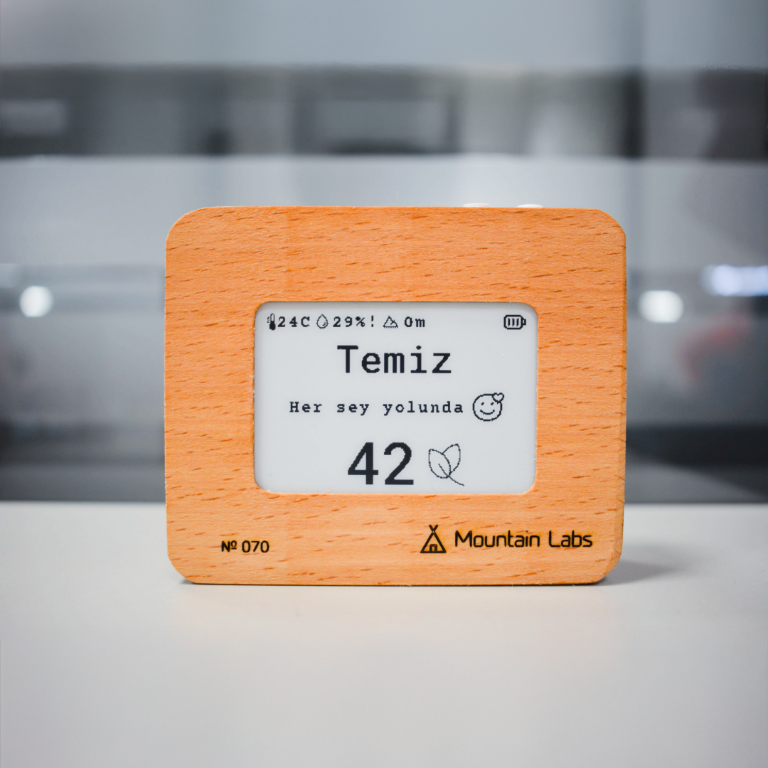 24C 29%! 0m
Temiz
Her sey yolunda
42
№ 070
Mountain Labs